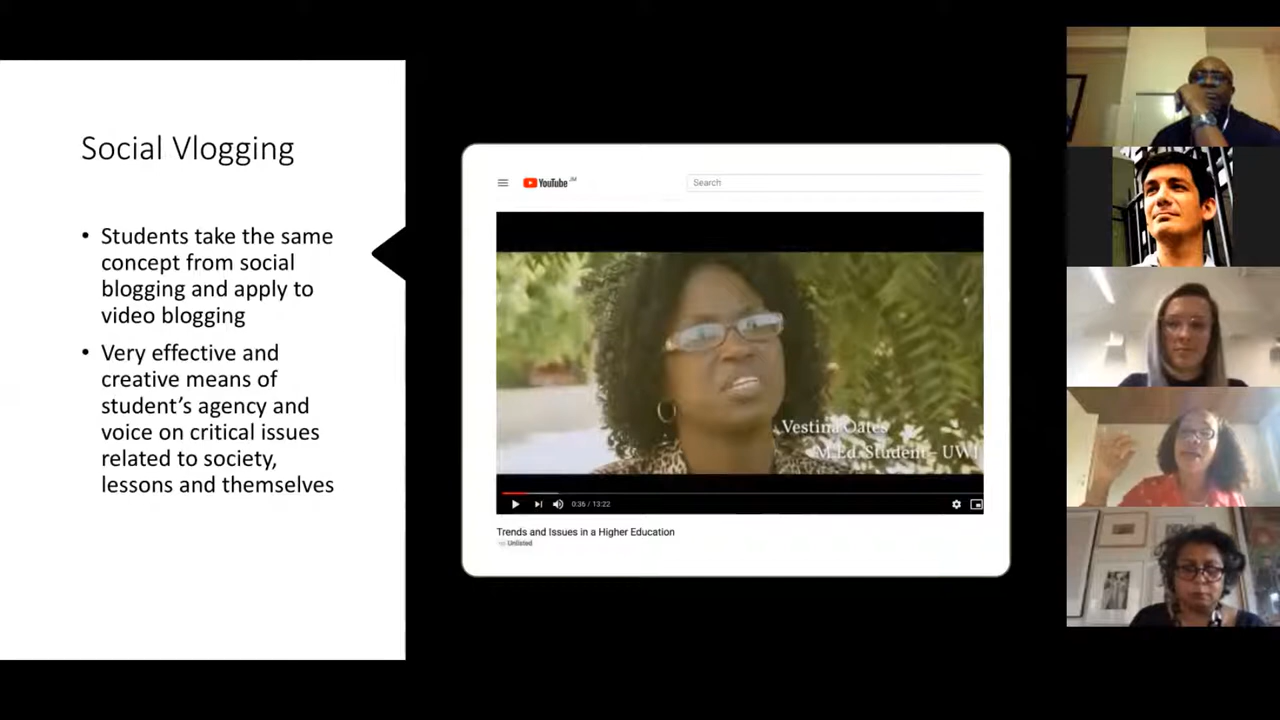 Social Vlogging
• Students take the same
concept from social
blogging and apply to
video blogging
• Very effective and
creative means of
student's agency and
voice on critical issues
related to society,
lessons and themselves
YouTube JM
Search
Vestina Oates
M.Ed. Student – UWI
0:36 / 13:22
Trends and Issues in a Higher Education
Unlisted